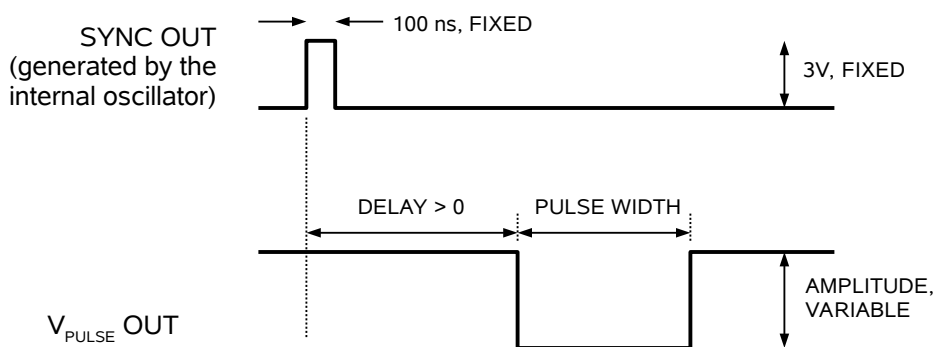 100 ns, FIXED
SYNC OUT
(generated by the
internal oscillator)
3V, FIXED
DELAY > 0
PULSE WIDTH
AMPLITUDE,
VARIABLE
VPULSE OUT